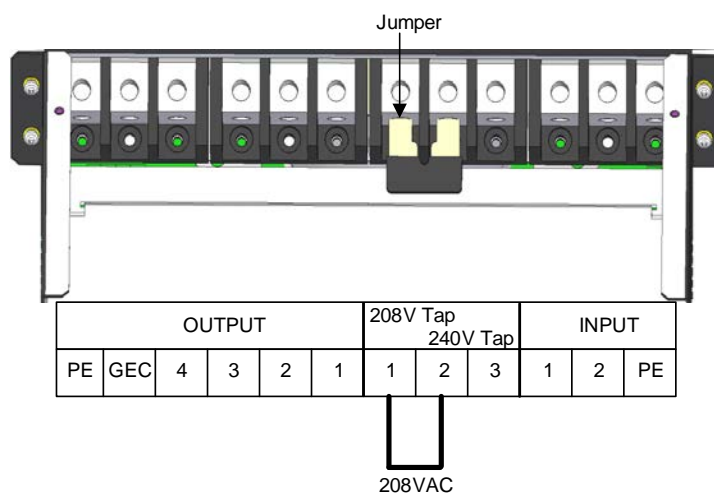 Jumper
OUTPUT
208V Tap
240V Tap
INPUT
PE GEC 4 3 2 1 1 2 3 1 2 PE
208VAC